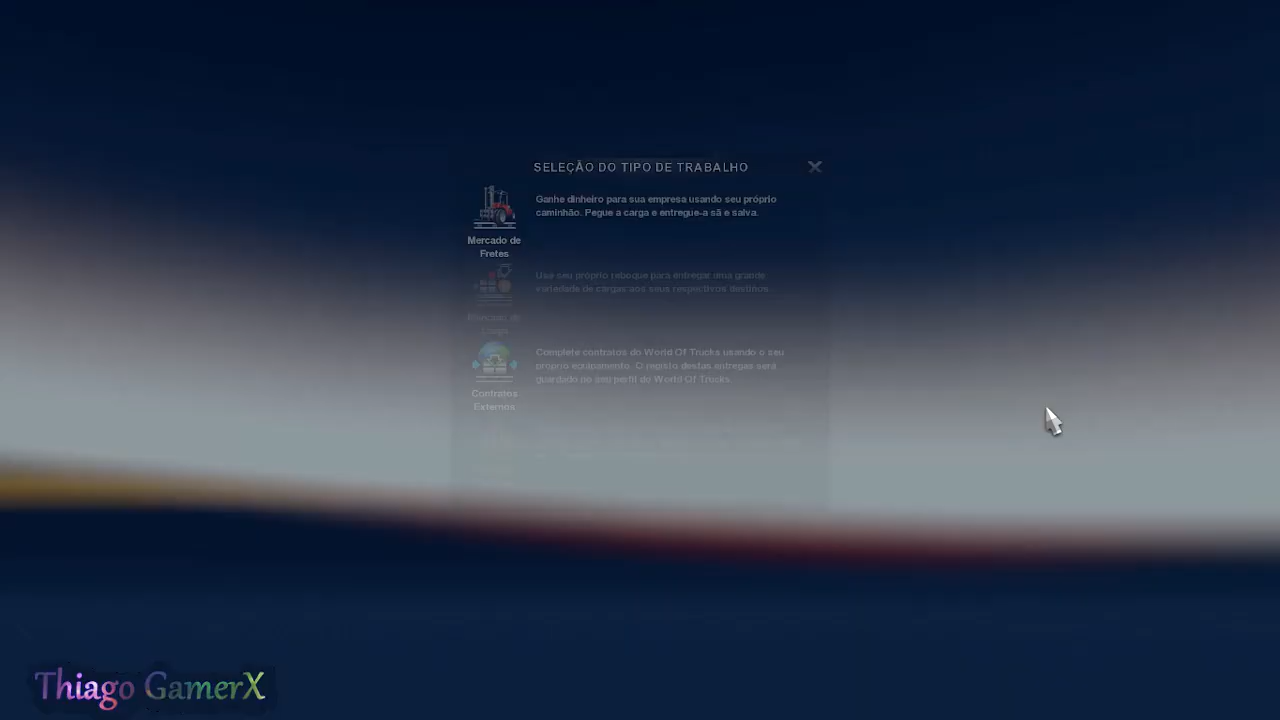 SELEÇÃO DO TIPO DE TRABALHO
Ganhe dinheiro para sua empresa usando seu próprio
caminhão. Pegue a carga e entregue-a sã e salva.
Mercado de
Fretes
Use seu próprio reboque para entregar uma grande
variedade de cargas aos seus respectivos destinos.
Mercado de
Carga
Complete contratos do World Of Trucks usando o seu
próprio equipamento. O registo destas entregas será
guardado no seu perfil do World Of Trucks.
Contratos
Externos
Thiago GamerX